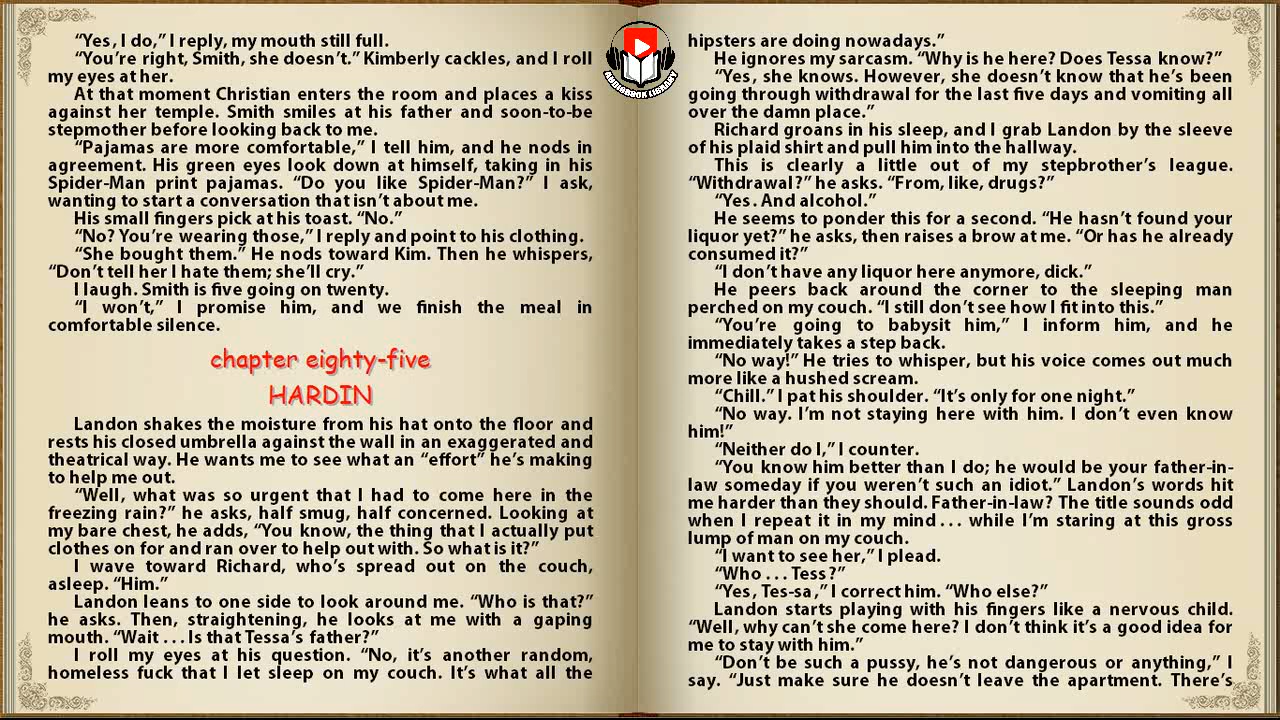 “Yes, I do,” I reply, my mouth still full.
“You’re right, Smith, she doesn’t.” Kimberly cackles, and I roll
my eyes at her.
At that moment Christian enters the room and places a kiss
against her temple. Smith smiles at his father and soon-to-be
stepmother before looking back to me.
“Pajamas are more comfortable,” I tell him, and he nods in
agreement. His green eyes look down at himself, taking in his
Spider-Man print pajamas. “Do you like Spider-Man?” I ask,
wanting to start a conversation that isn’t about me.
His small fingers pick at his toast. “No.”
“No? You’re wearing those,” I reply and point to his clothing.
“She bought them.” He nods toward Kim. Then he whispers,
“Don’t tell her I hate them; she’ll cry.”
I laugh. Smith is five going on twenty.
“I won’t,” I promise him, and we finish the meal in
comfortable silence.
chapter eighty-five
HARDIN
Landon shakes the moisture from his hat onto the floor and
rests his closed umbrella against the wall in an exaggerated and
theatrical way. He wants me to see what an “effort” he’s making
to help me out.
“Well, what was so urgent that I had to come here in the
freezing rain?” he asks, half smug, half concerned. Looking at
my bare chest, he adds, “You know, the thing that I actually put
clothes on for and ran over to help out with. So what is it?”
I wave toward Richard, who’s spread out on the couch,
asleep. “Him.”
Landon leans to one side to look around me. “Who is that?”
he asks. Then, straightening, he looks at me with a gaping
mouth. “Wait . . . Is that Tessa’s father?”
I roll my eyes at his question. “No, it’s another random,
homeless fuck that I let sleep on my couch. It’s what all the
AUDIOBOOK LIBRARY
hipsters are doing nowadays.”
He ignores my sarcasm. “Why is he here? Does Tessa know?”
“Yes, she knows. However, she doesn’t know that he’s been
going through withdrawal for the last five days and vomiting all
over the damn place.”
Richard groans in his sleep, and I grab Landon by the sleeve
of his plaid shirt and pull him into the hallway.
This is clearly a little out of my stepbrother’s league.
“Withdrawal?” he asks. “From, like, drugs?”
“Yes. And alcohol.”
He seems to ponder this for a second. “He hasn’t found your
liquor yet?” he asks, then raises a brow at me. “Or has he already
consumed it?”
“I don’t have any liquor here anymore, dick.”
He peers back around the corner to the sleeping man
perched on my couch. “I still don’t see how I fit into this.”
“You’re going to babysit him,” I inform him, and he
immediately takes a step back.
“No way!” He tries to whisper, but his voice comes out much
more like a hushed scream.
“Chill.” I pat his shoulder. “It’s only for one night.”
“No way. I’m not staying here with him. I don’t even know
him!”
“Neither do I,” I counter.
“You know him better than I do; he would be your father-in-
law someday if you weren’t such an idiot.” Landon’s words hit
me harder than they should. Father-in-law? The title sounds odd
when I repeat it in my mind . . . while I’m staring at this gross
lump of man on my couch.
“I want to see her,” I plead.
“Who . . . Tess?”
“Yes, Tes-sa,” I correct him. “Who else?”
Landon starts playing with his fingers like a nervous child.
“Well, why can’t she come here? I don’t think it’s a good idea for
me to stay with him.”
“Don’t be such a pussy, he’s not dangerous or anything,” I
say. “Just make sure he doesn’t leave the apartment. There’s